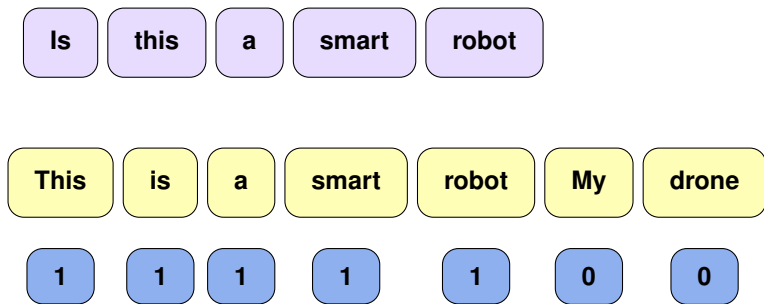 Is this a smart robot
This is a smart robot My drone
1 1 1 1 1 0 0